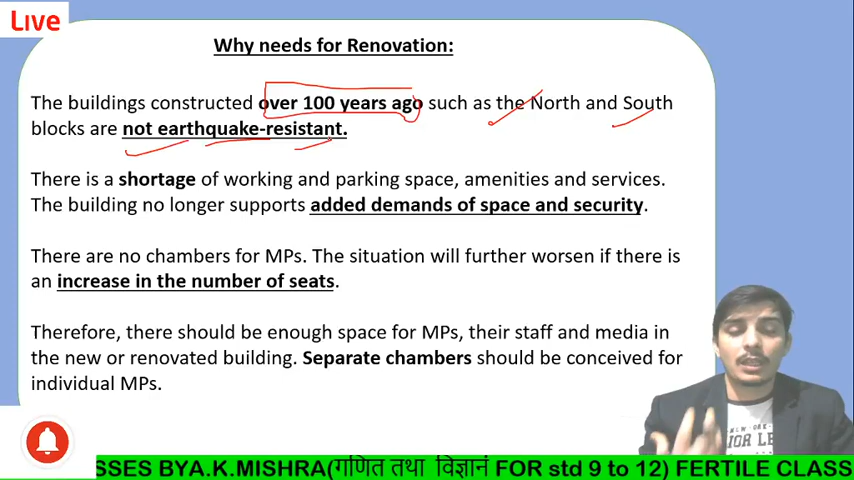 Live
Why needs for Renovation:
The buildings constructed over 100 years ago such as the North and South
blocks are not earthquake-resistant.
There is a shortage of working and parking space, amenities and services.
The building no longer supports added demands of space and security.
There are no chambers for MPs. The situation will further worsen if there is
an increase in the number of seats.
Therefore, there should be enough space for MPs, their staff and media in
the new or renovated building. Separate chambers should be conceived for
individual MPs.
SSES BYA.K.MISHRA(गणित तथा विज्ञानं FOR std 9 to 12) FERTILE CLASS